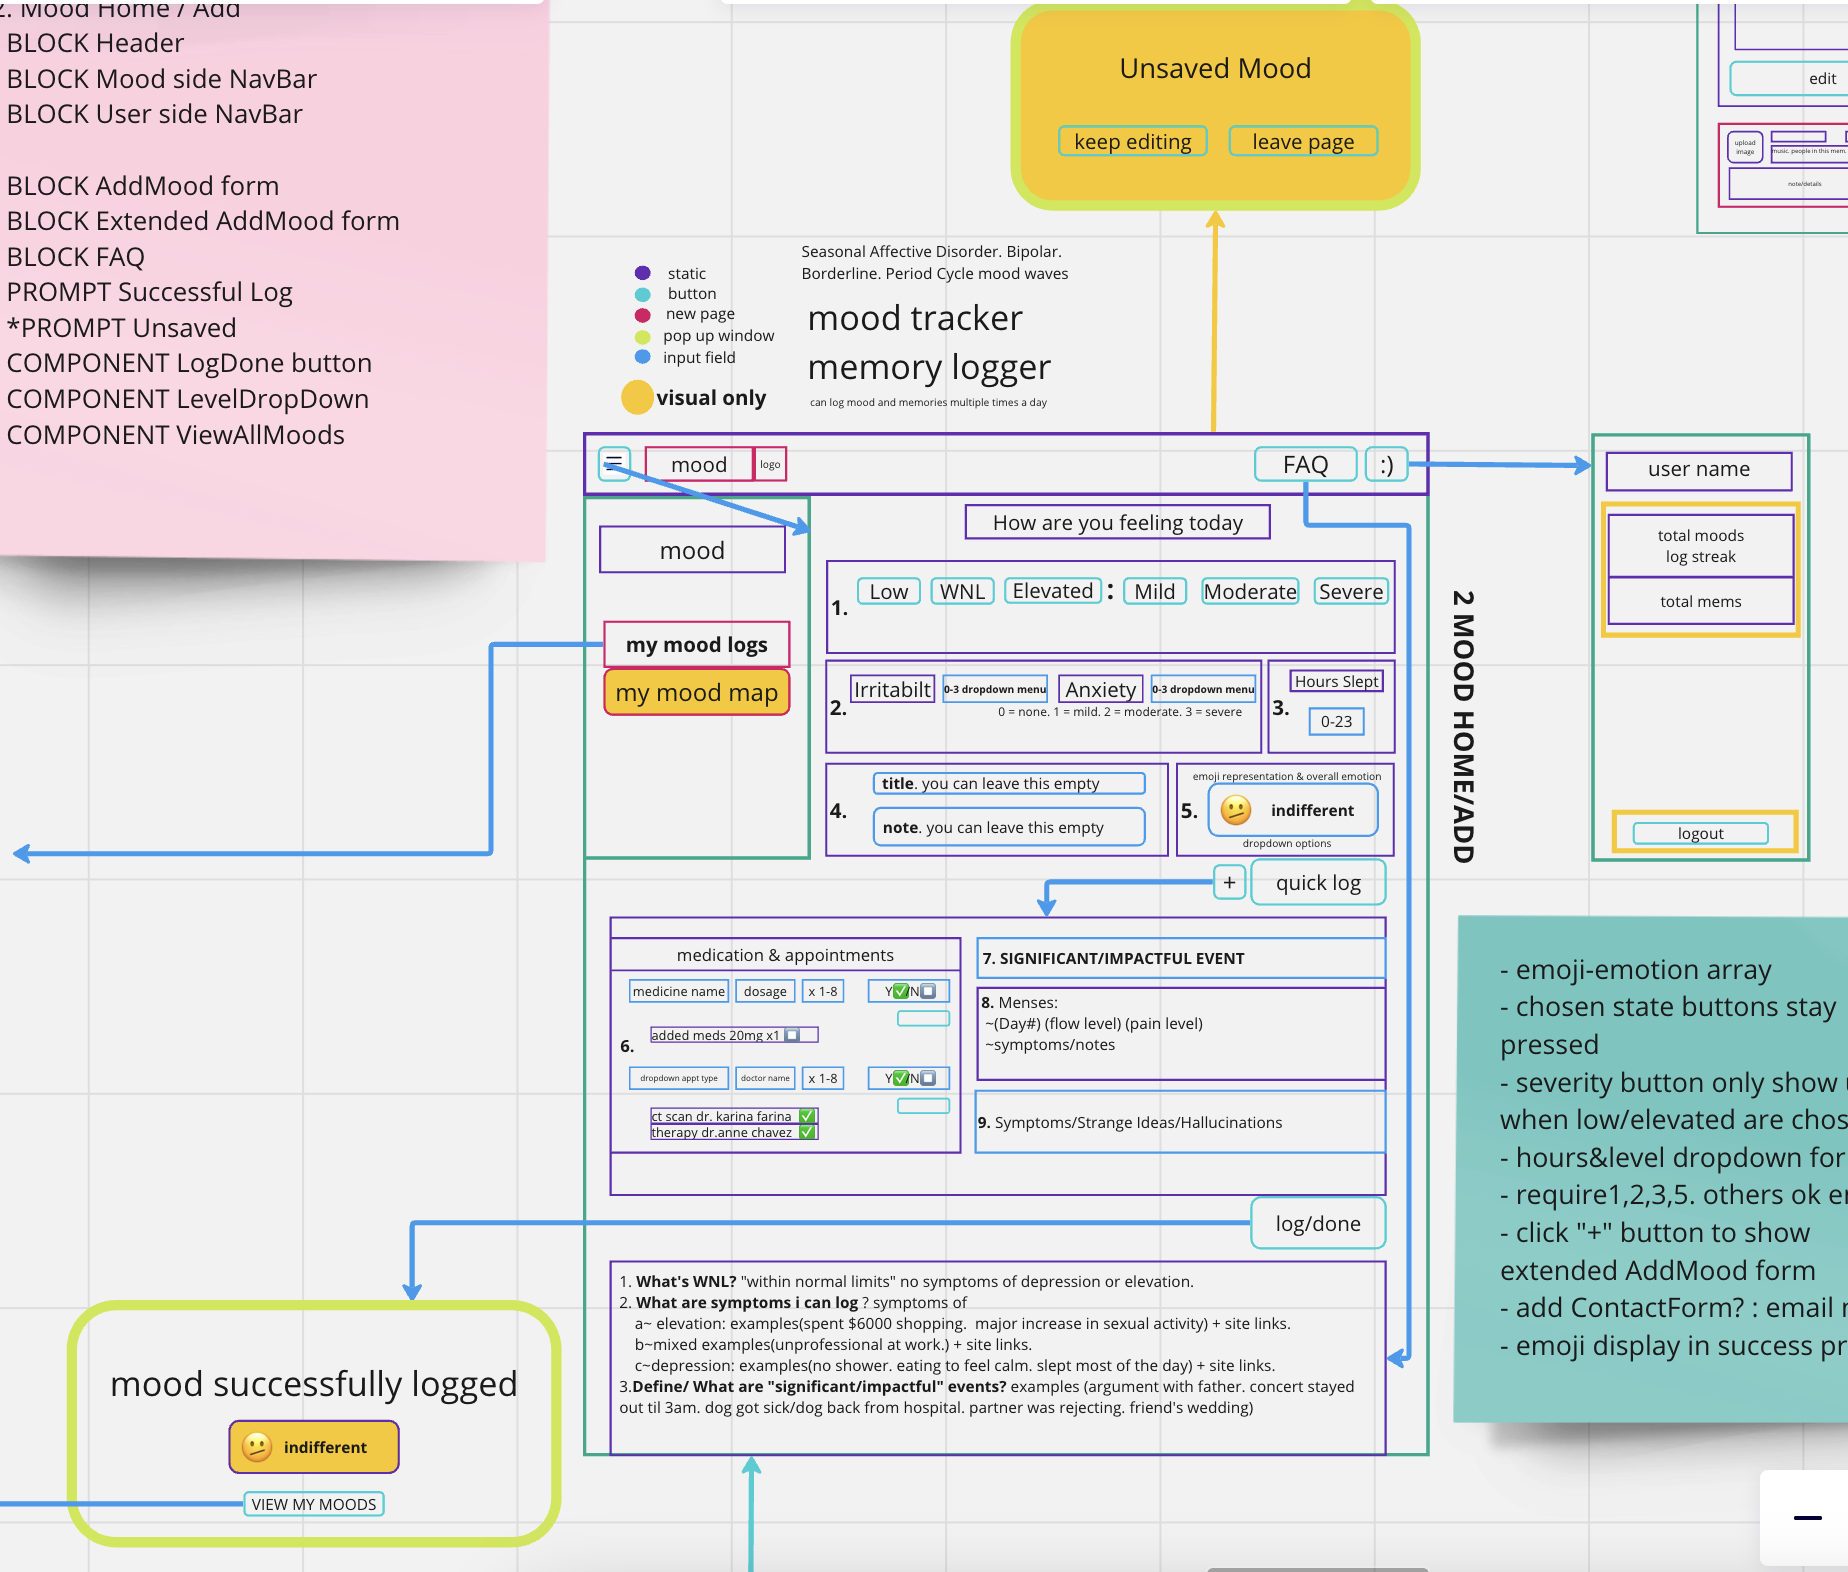 2. Mood Home / Add
BLOCK Header
BLOCK Mood side NavBar
BLOCK User side NavBar
BLOCK AddMood form
BLOCK Extended AddMood form
BLOCK FAQ
PROMPT Successful Log
*PROMPT Unsaved
COMPONENT LogDone button
COMPONENT LevelDropDown
COMPONENT ViewAllMoods
Unsaved Mood
keep editing
leave page
edit
upload
image
music. people in this mem.
note/details
static
button
new page
pop up window
input field
visual only
Seasonal Affective Disorder. Bipolar.
Borderline. Period Cycle mood waves
mood tracker
memory logger
can log mood and memories multiple times a day
☰
mood
logo
FAQ
:)
mood
my mood logs
my mood map
How are you feeling today
1.
Low
WNL
Elevated
:
Mild
Moderate
Severe
2.
Irritabilt
0-3 dropdown menu
Anxiety
0-3 dropdown menu
0 = none. 1 = mild. 2 = moderate. 3 = severe
3.
Hours Slept
0-23
4.
title. you can leave this empty
note. you can leave this empty
5.
emoji representation & overall emotion
🫤 indifferent
dropdown options
+
quick log
2 MOOD HOME/ADD
user name
total moods
log streak
total mems
logout
medication & appointments
medicine name
dosage
x 1-8
Y✅/N◻️
6.
added meds 20mg x1 ◻️
dropdown appt type
doctor name
x 1-8
Y✅/N◻️
ct scan dr. karina farina ✅
therapy dr.anne chavez ✅
7. SIGNIFICANT/IMPACTFUL EVENT
8. Menses:
~(Day#) (flow level) (pain level)
~symptoms/notes
9. Symptoms/Strange Ideas/Hallucinations
log/done
1. What's WNL? "within normal limits" no symptoms of depression or elevation.
2. What are symptoms i can log ? symptoms of
a~ elevation: examples(spent $6000 shopping. major increase in sexual activity) + site links.
b~mixed examples(unprofessional at work.) + site links.
c~depression: examples(no shower. eating to feel calm. slept most of the day) + site links.
3.Define/ What are "significant/impactful" events? examples (argument with father. concert stayed
out til 3am. dog got sick/dog back from hospital. partner was rejecting. friend's wedding)
mood successfully logged
🫤 indifferent
VIEW MY MOODS
- emoji-emotion array
- chosen state buttons stay
pressed
- severity button only show
when low/elevated are
- hours&level dropdown for
- require1,2,3,5. others ok
- click "+" button to show
extended AddMood form
- add ContactForm? : email
- emoji display in success